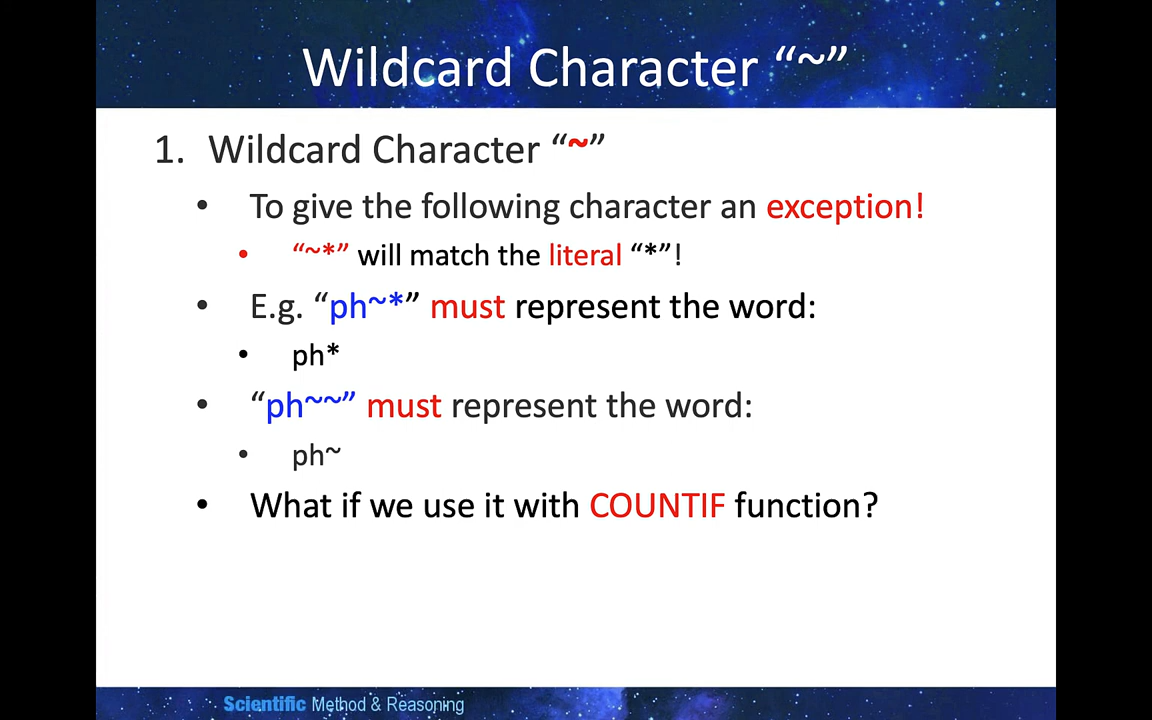 Wildcard Character “~”
1. Wildcard Character “~”
• To give the following character an exception!
• “~*” will match the literal “*”!
• E.g. “ph~*” must represent the word:
• ph*
• “ph~~” must represent the word:
• ph~
• What if we use it with COUNTIF function?
Scientific Method & Reasoning